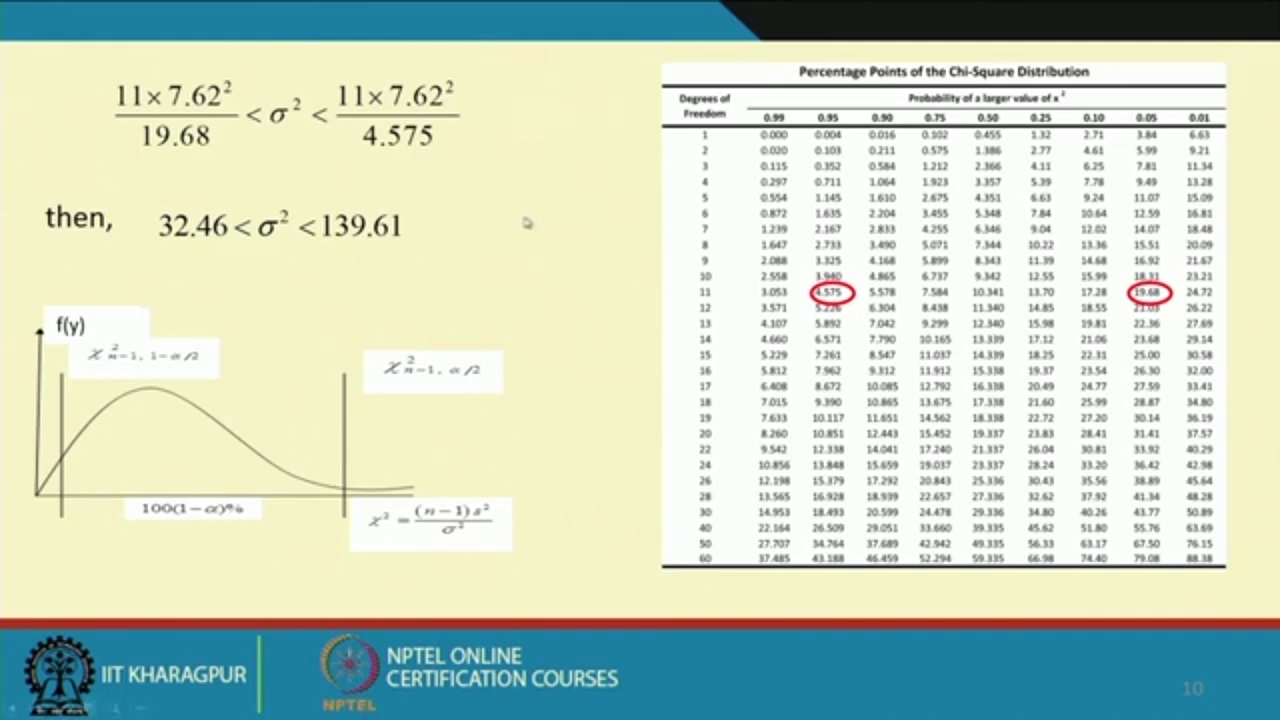 11 × 7.62² / 19.68 < σ² < 11 × 7.62² / 4.575
then, 32.46 < σ² < 139.61
f(y)
χ²n−1, 1−α/2
χ²n−1, α/2
100(1−α)%
χ² = (n−1)s² / σ²
Percentage Points of the Chi-Square Distribution
Degrees of Freedom Probability of a larger value of x²
0.99 0.95 0.90 0.75 0.50 0.25 0.10 0.05 0.01
1 0.000 0.004 0.016 0.102 0.455 1.32 2.71 3.84 6.63
2 0.020 0.103 0.211 0.575 1.386 2.77 4.61 5.99 9.21
3 0.115 0.352 0.584 1.212 2.366 4.11 6.25 7.81 11.34
4 0.297 0.711 1.064 1.923 3.357 5.39 7.78 9.49 13.28
5 0.554 1.145 1.610 2.675 4.351 6.63 9.24 11.07 15.09
6 0.872 1.635 2.204 3.455 5.348 7.84 10.64 12.59 16.81
7 1.239 2.167 2.833 4.255 6.346 9.04 12.02 14.07 18.48
8 1.647 2.733 3.490 5.071 7.344 10.22 13.36 15.51 20.09
9 2.088 3.325 4.168 5.899 8.343 11.39 14.68 16.92 21.67
10 2.558 3.940 4.865 6.737 9.342 12.55 15.99 18.31 23.21
11 3.053 4.575 5.578 7.584 10.341 13.70 17.28 19.68 24.72
12 3.571 5.226 6.304 8.438 11.340 14.85 18.55 21.03 26.22
13 4.107 5.892 7.042 9.299 12.340 15.98 19.81 22.36 27.69
14 4.660 6.571 7.790 10.165 13.339 17.12 21.06 23.68 29.14
15 5.229 7.261 8.547 11.037 14.339 18.25 22.31 25.00 30.58
16 5.812 7.962 9.312 11.912 15.338 19.37 23.54 26.30 32.00
17 6.408 8.672 10.085 12.792 16.338 20.49 24.77 27.59 33.41
18 7.015 9.390 10.865 13.675 17.338 21.60 25.99 28.87 34.80
19 7.633 10.117 11.651 14.562 18.338 22.72 27.20 30.14 36.19
20 8.260 10.851 12.443 15.452 19.337 23.83 28.41 31.41 37.57
22 9.542 12.338 14.041 17.240 21.337 26.04 30.81 33.92 40.29
24 10.856 13.848 15.659 19.037 23.337 28.24 33.20 36.42 42.98
26 12.198 15.379 17.292 20.843 25.336 30.43 35.56 38.89 45.64
28 13.565 16.928 18.939 22.657 27.336 32.62 37.92 41.34 48.28
30 14.953 18.493 20.599 24.478 29.336 34.80 40.26 43.77 50.89
40 22.164 26.509 29.051 33.660 39.335 45.62 51.80 55.76 63.69
50 27.707 34.764 37.689 42.942 49.335 56.33 63.17 67.50 76.15
60 37.485 43.188 46.459 52.294 59.335 66.98 74.40 79.08 88.38
IIT KHARAGPUR
NPTEL
NPTEL ONLINE
CERTIFICATION COURSES
10